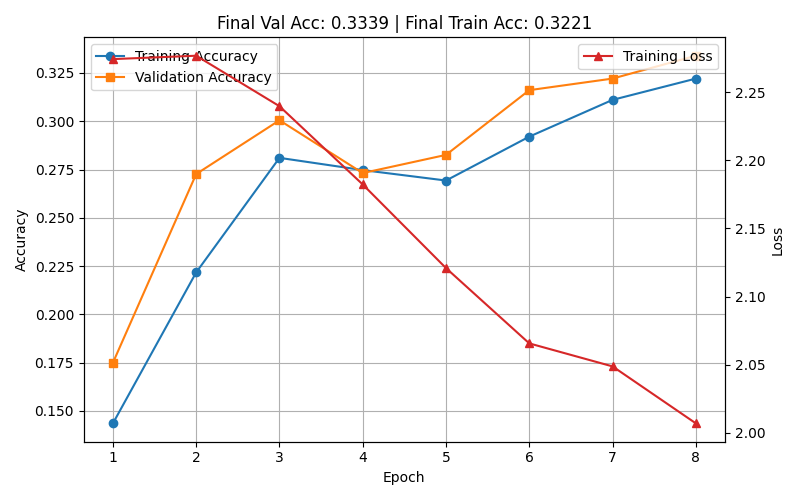 Final Val Acc: 0.3339 | Final Train Acc: 0.3221
Training Accuracy
Validation Accuracy
Training Loss
0.325
0.300
0.275
0.250
0.225
0.200
0.175
0.150
Accuracy
2.25
2.20
2.15
2.10
2.05
2.00
Loss
1 2 3 4 5 6 7 8
Epoch